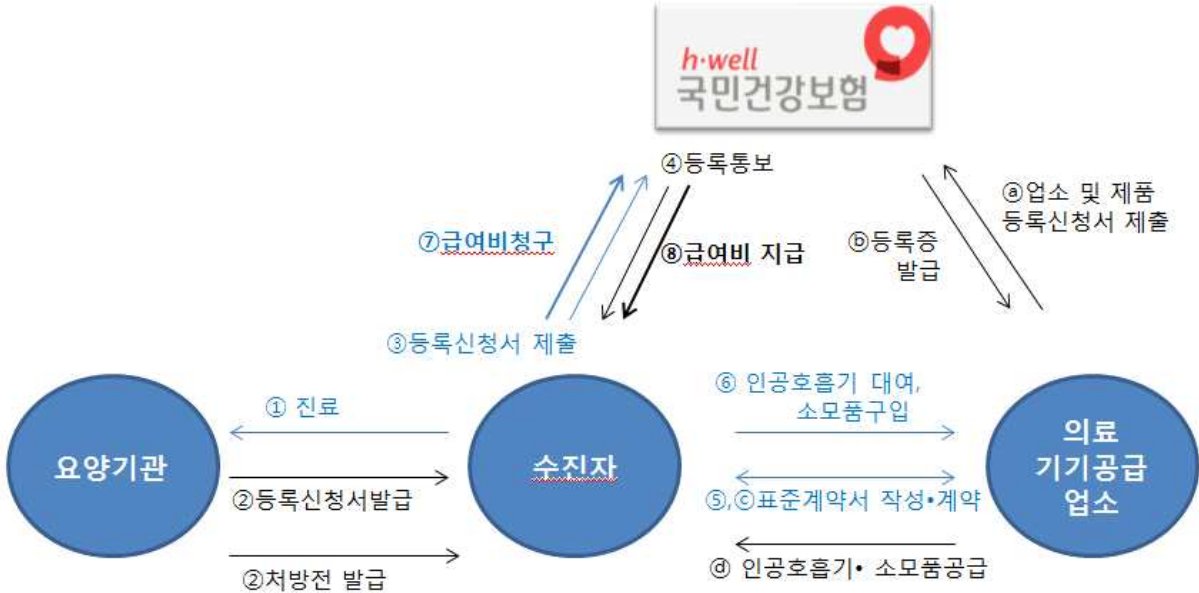 h·well
국민건강보험
④등록통보
ⓐ업소 및 제품
등록신청서 제출
⑦급여비청구
⑧급여비 지급
ⓑ등록증
발급
③등록신청서 제출
① 진료
⑥ 인공호흡기 대여,
소모품구입
요양기관
수진자
의료
기기공급
업소
②등록신청서발급
⑤,ⓒ표준계약서 작성•계약
②처방전 발급
ⓓ 인공호흡기• 소모품공급